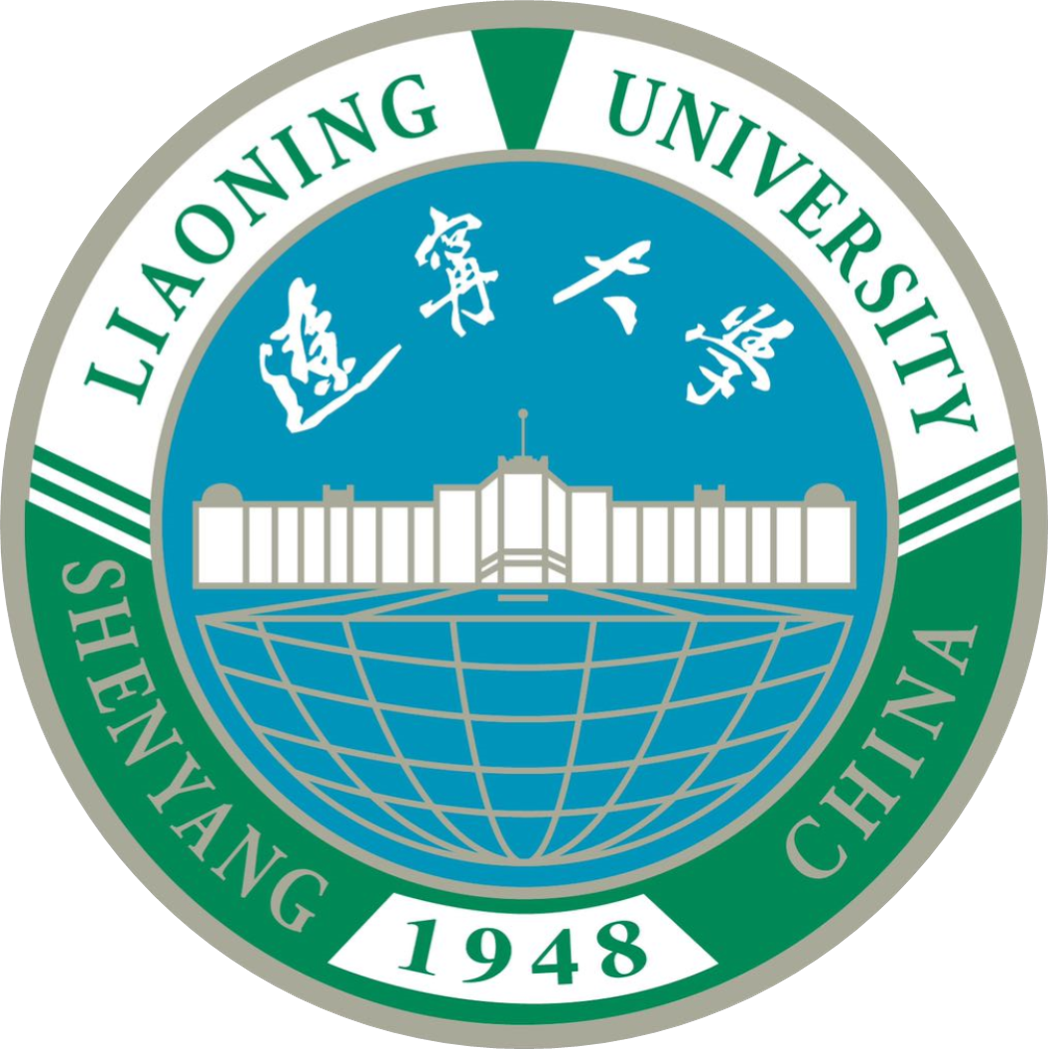 LIAONING UNIVERSITY
遼寧大學
SHENYANG CHINA
1948